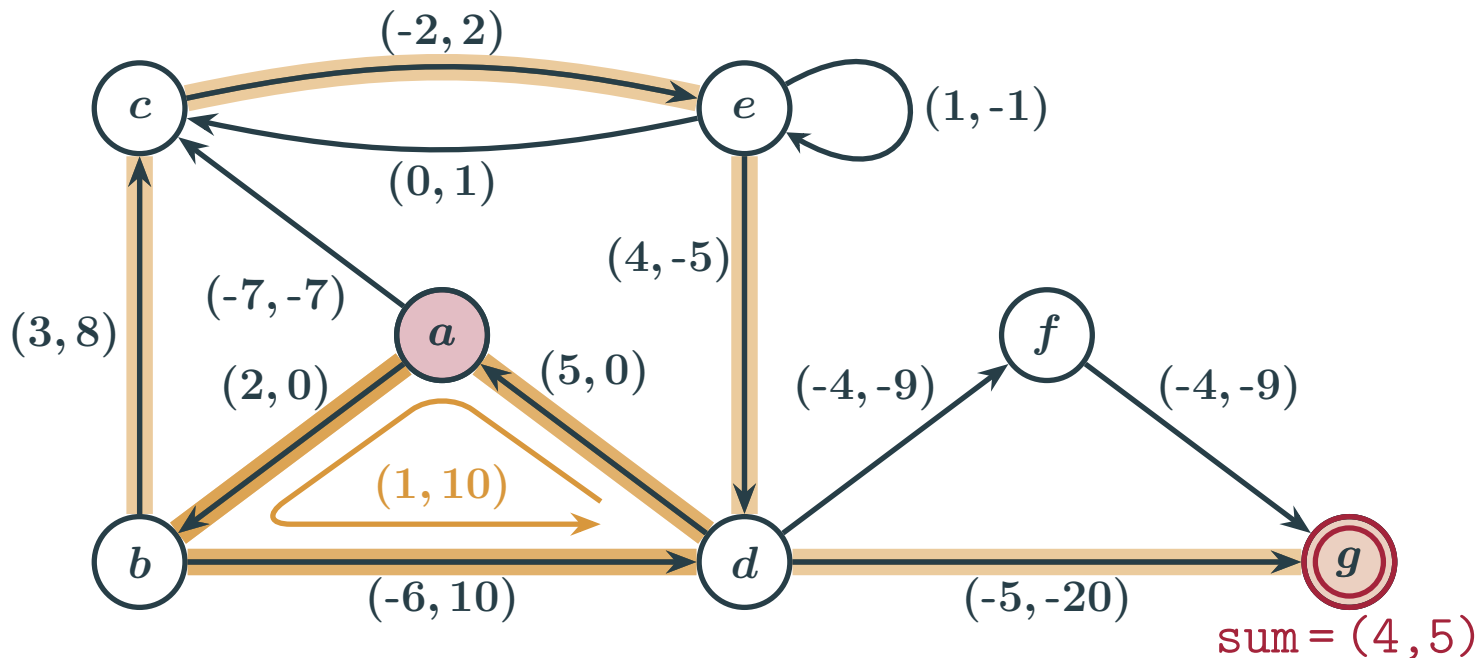 (-2, 2)
c
e
(1, -1)
(0, 1)
(4, -5)
(-7, -7)
(3, 8)
a
f
(2, 0)
(5, 0)
(-4, -9)
(-4, -9)
(1, 10)
b
d
g
(-6, 10)
(-5, -20)
sum = (4,5)